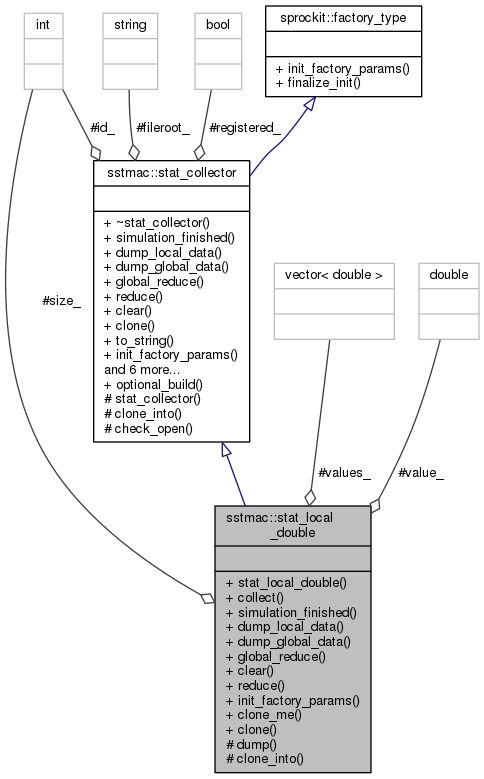 int
string
bool
sprockit::factory_type
+ init_factory_params()
+ finalize_init()
#id_
#fileroot_
#registered_
sstmac::stat_collector
+ ~stat_collector()
+ simulation_finished()
+ dump_local_data()
+ dump_global_data()
+ global_reduce()
+ reduce()
+ clear()
+ clone()
+ to_string()
+ init_factory_params()
and 6 more...
+ optional_build()
# stat_collector()
# clone_into()
# check_open()
vector< double >
double
#size_
#values_
#value_
sstmac::stat_local
_double
+ stat_local_double()
+ collect()
+ simulation_finished()
+ dump_local_data()
+ dump_global_data()
+ global_reduce()
+ clear()
+ reduce()
+ init_factory_params()
+ clone_me()
+ clone()
# dump()
# clone_into()